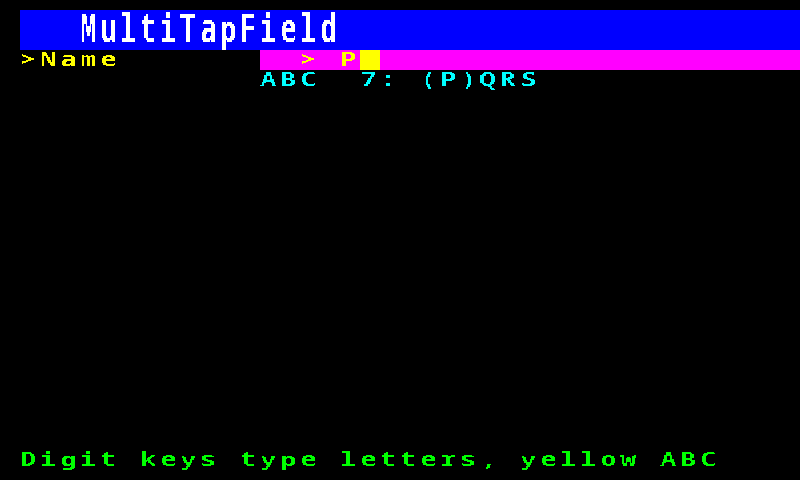 MultiTapField
>Name > P
ABC 7: (P)QRS
Digit keys type letters, yellow ABC